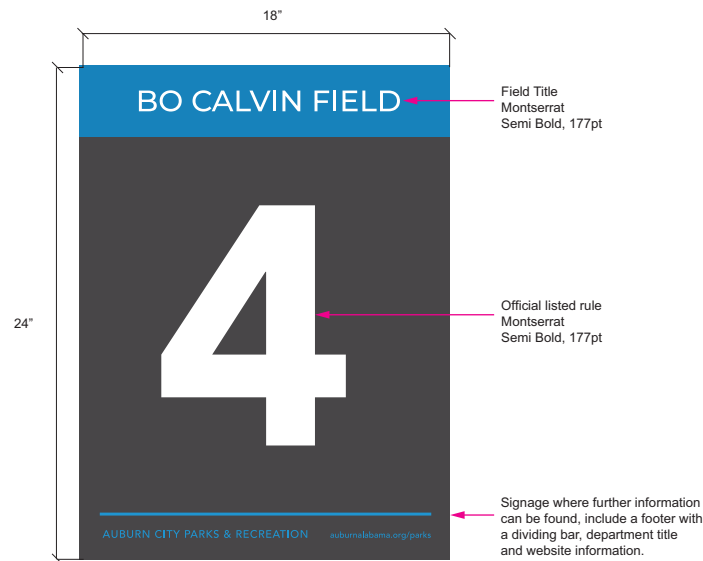 18"
BO CALVIN FIELD
Field Title
Montserrat
Semi Bold, 177pt
4
24"
Official listed rule
Montserrat
Semi Bold, 177pt
AUBURN CITY PARKS & RECREATION auburnalabama.org/parks
Signage where further information
can be found, include a footer with
a dividing bar, department title
and website information.